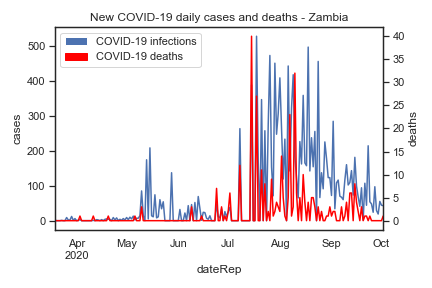 New COVID-19 daily cases and deaths - Zambia
COVID-19 infections
COVID-19 deaths
cases
500
400
300
200
100
0
deaths
40
35
30
25
20
15
10
5
0
Apr May Jun Jul Aug Sep Oct
2020
dateRep